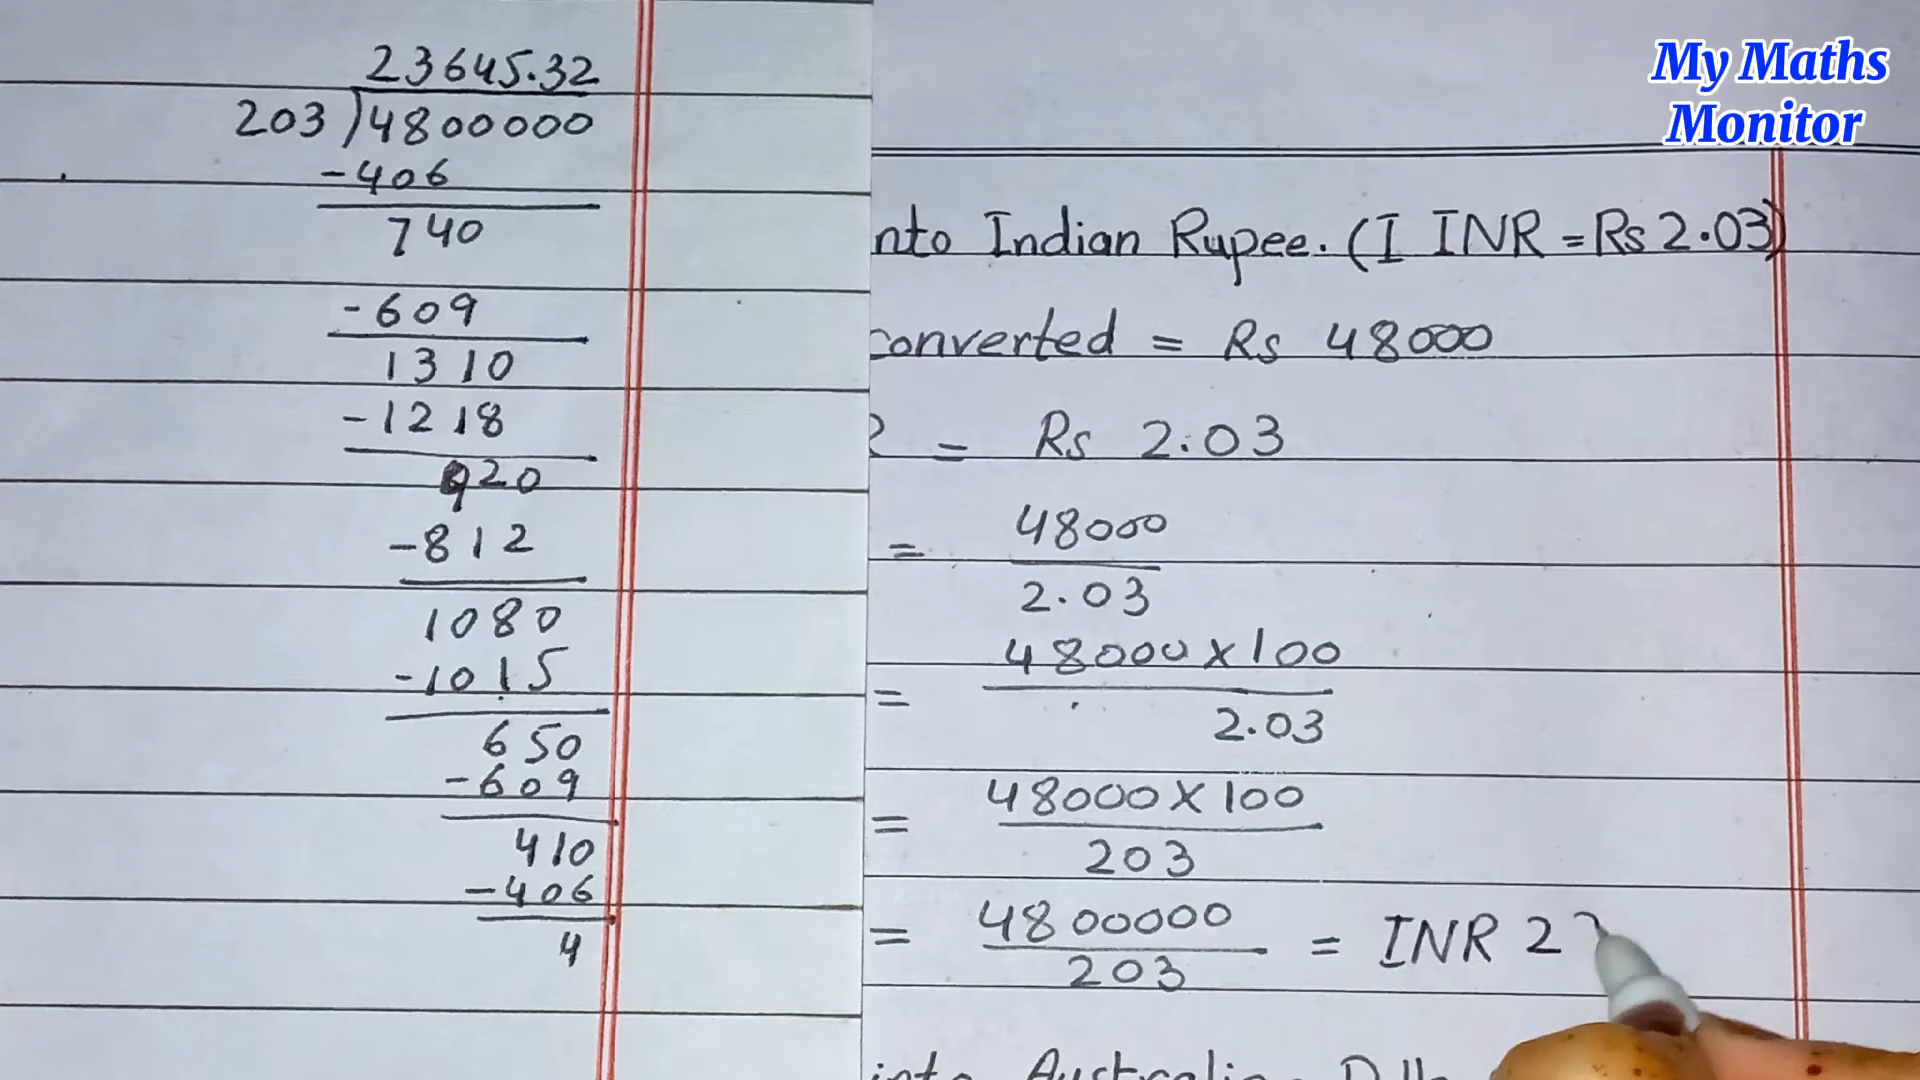 My Maths
Monitor
23645.32
203)4800000
-406
740
-609
1310
-1218
920
-812
1080
-1015
650
-609
410
-406
4
nto Indian Rupee. (I INR = Rs 2.03)
converted = Rs 48000
= Rs 2.03
= 48000
2.03
= 48000 x 100
2.03
= 48000 X 100
203
= 4800000
203
= INR 2
into